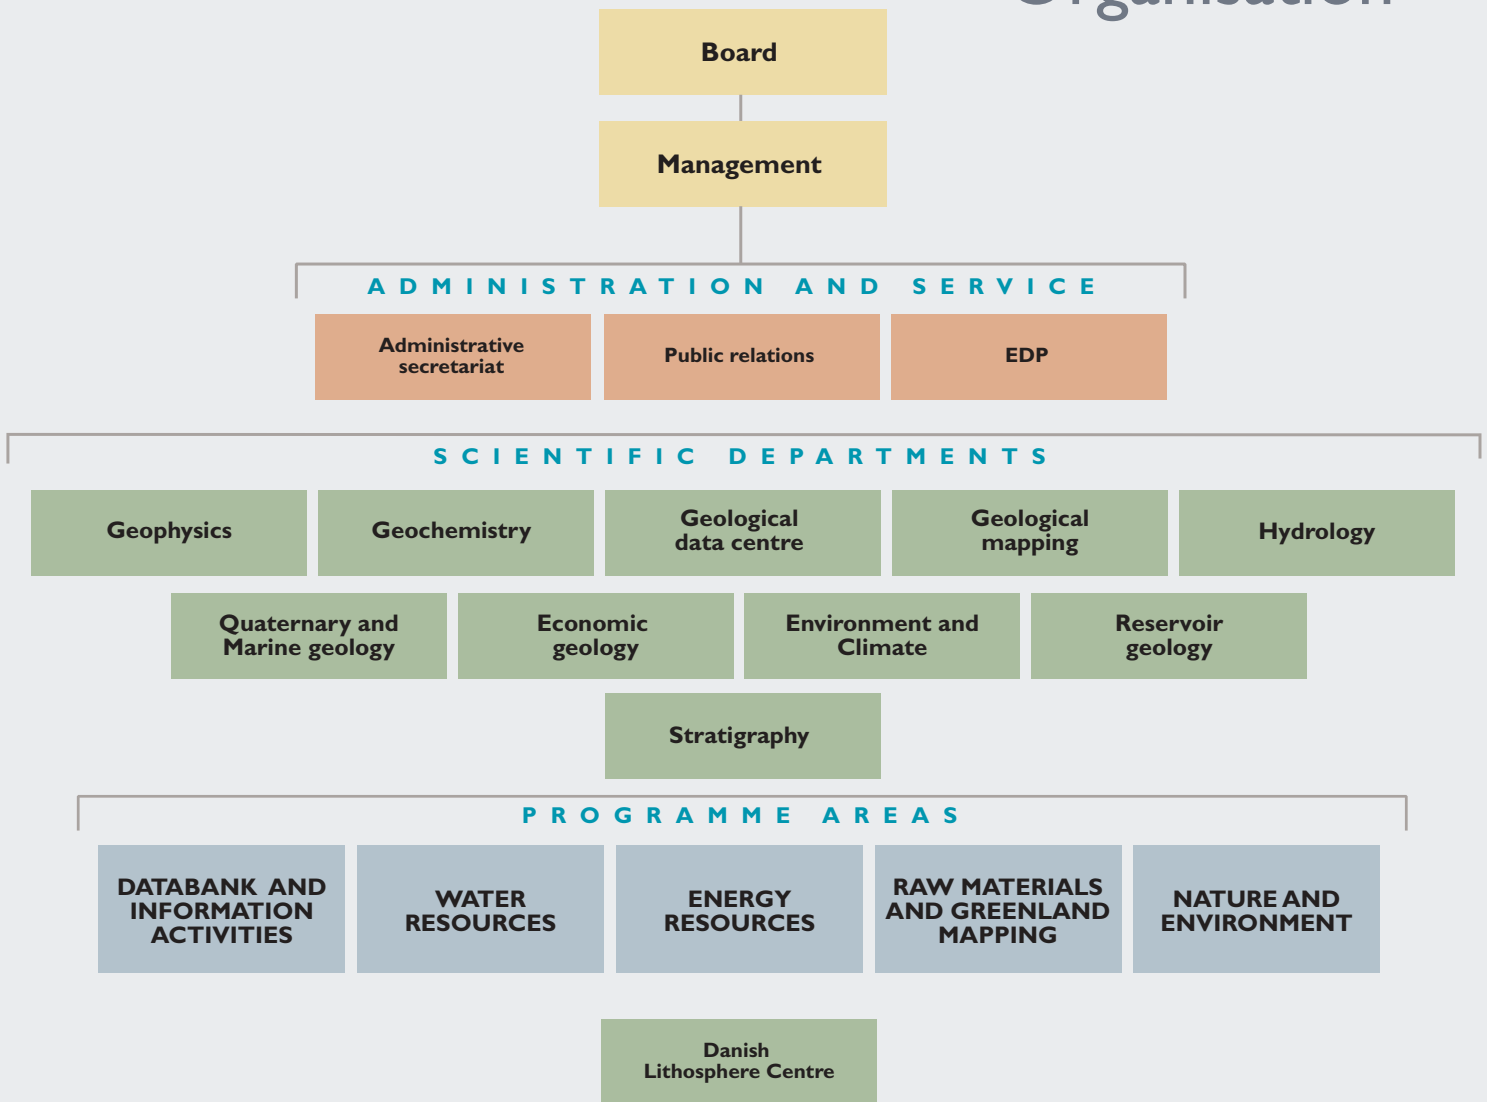 Organisation
Board
Management
ADMINISTRATION AND SERVICE
Administrative
secretariat
Public relations
EDP
SCIENTIFIC DEPARTMENTS
Geophysics
Geochemistry
Geological
data centre
Geological
mapping
Hydrology
Quaternary and
Marine geology
Economic
geology
Environment and
Climate
Reservoir
geology
Stratigraphy
PROGRAMME AREAS
DATABANK AND
INFORMATION
ACTIVITIES
WATER
RESOURCES
ENERGY
RESOURCES
RAW MATERIALS
AND GREENLAND
MAPPING
NATURE AND
ENVIRONMENT
Danish
Lithosphere Centre